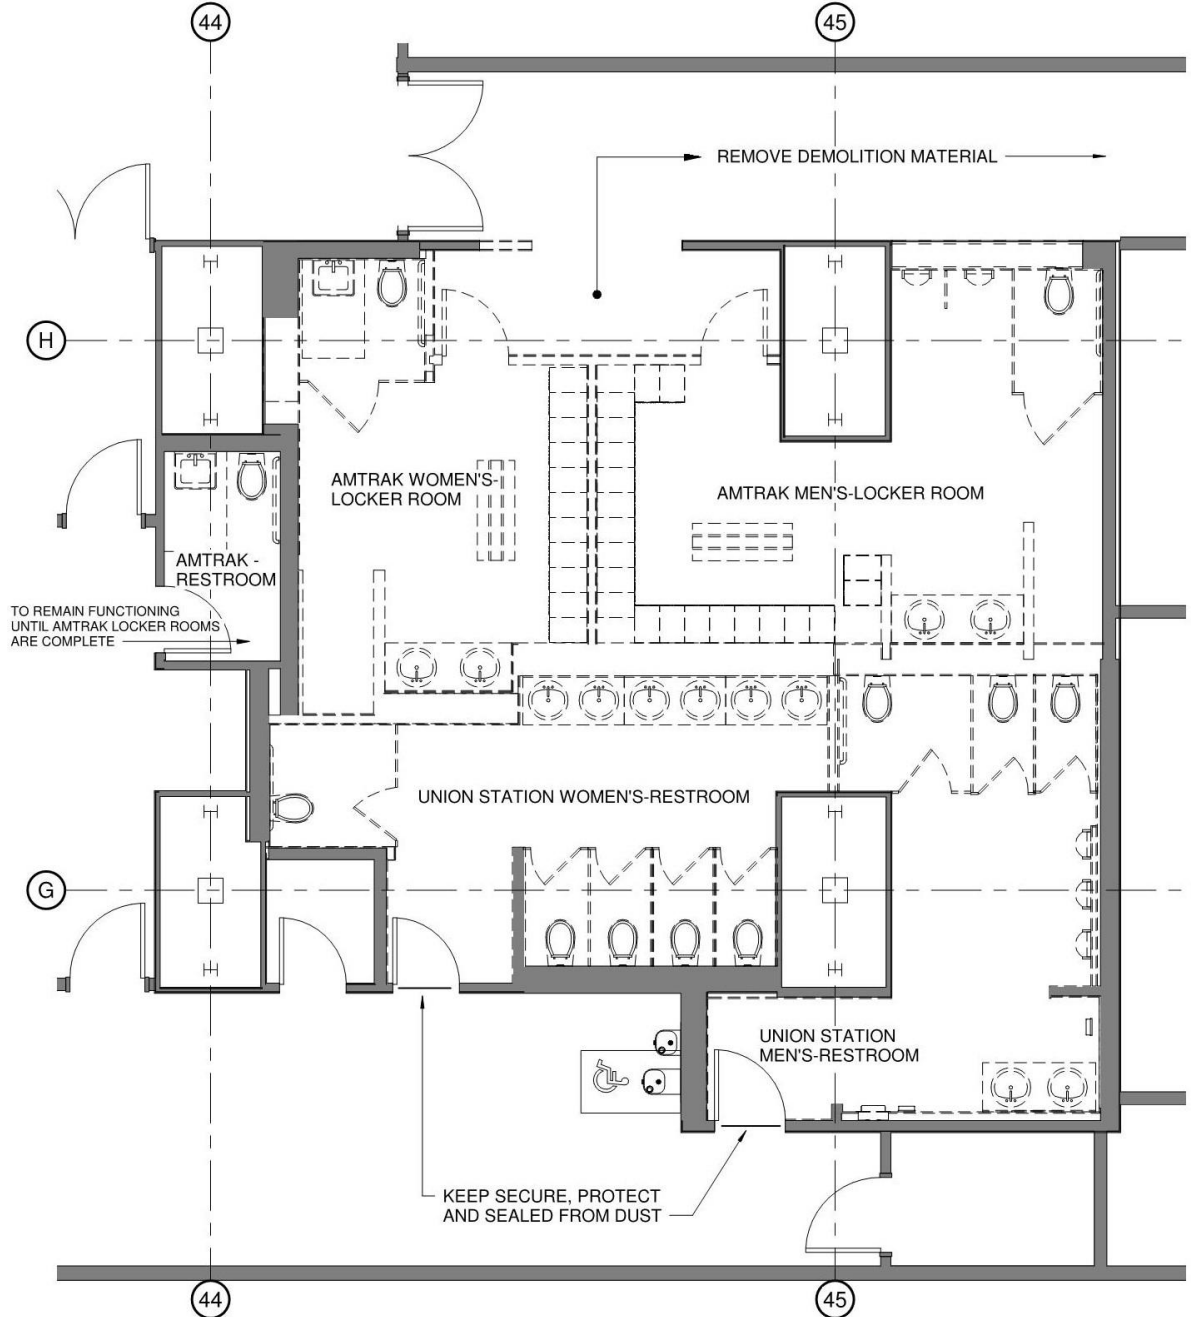 44
45
REMOVE DEMOLITION MATERIAL
H
AMTRAK WOMEN'S-
LOCKER ROOM
AMTRAK MEN'S-LOCKER ROOM
AMTRAK -
RESTROOM
TO REMAIN FUNCTIONING
UNTIL AMTRAK LOCKER ROOMS
ARE COMPLETE
UNION STATION WOMEN'S-RESTROOM
G
UNION STATION
MEN'S-RESTROOM
KEEP SECURE, PROTECT
AND SEALED FROM DUST
44
45